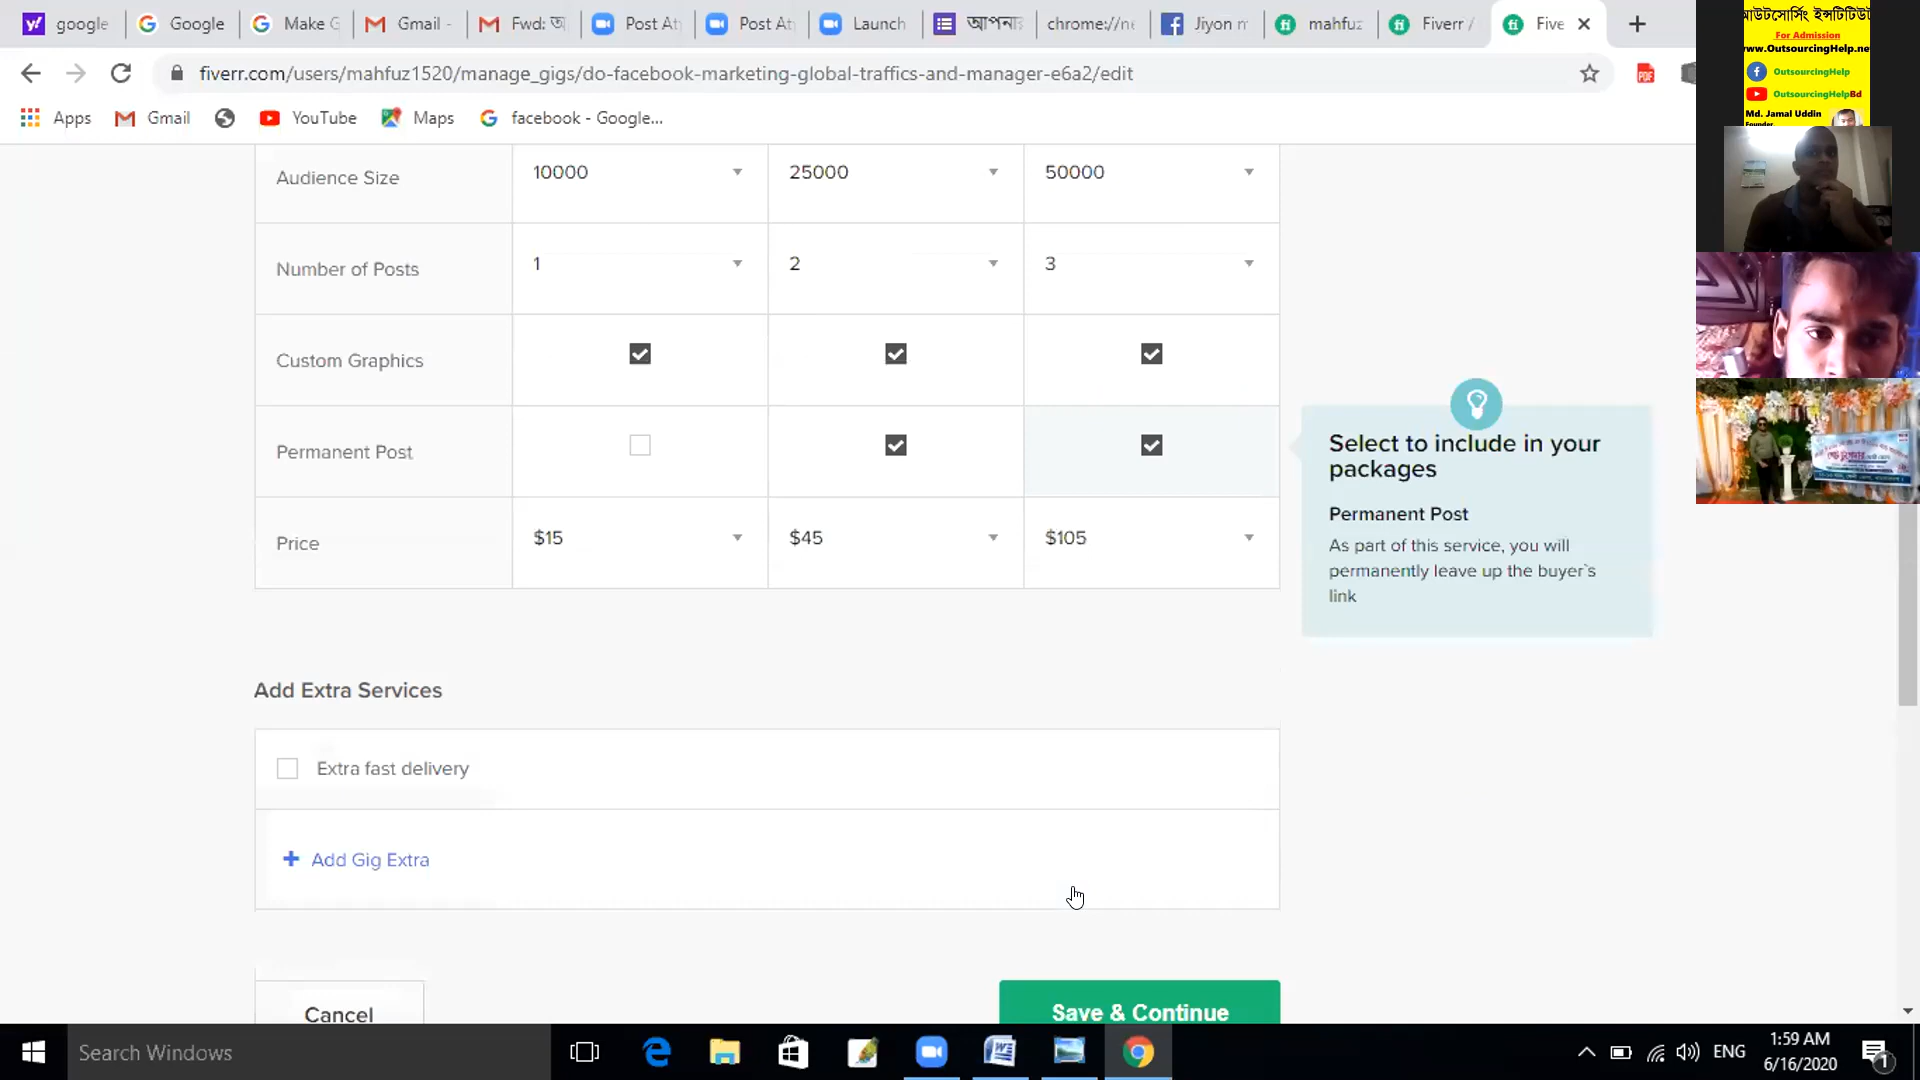 google
Google
Make G
Gmail -
Fwd: অ
Post At
Post At
Launch
আপনার
chrome://ne
Jiyon n
mahfuz
Fiverr /
Five
fiverr.com/users/mahfuz1520/manage_gigs/do-facebook-marketing-global-traffics-and-manager-e6a2/edit
Apps
Gmail
YouTube
Maps
facebook - Google...
আউটসোর্সিং ইন্সটিটিউট
For Admission
www.OutsourcingHelp.ne
OutsourcingHelp
OutsourcingHelpBd
Md. Jamal Uddin
Founder,
Audience Size
10000
25000
50000
Number of Posts
1
2
3
Custom Graphics
Permanent Post
Price
$15
$45
$105
Select to include in your
packages
Permanent Post
As part of this service, you will
permanently leave up the buyer`s
link
Add Extra Services
Extra fast delivery
+ Add Gig Extra
Cancel
Save & Continue
Search Windows
ENG
1:59 AM
6/16/2020
1